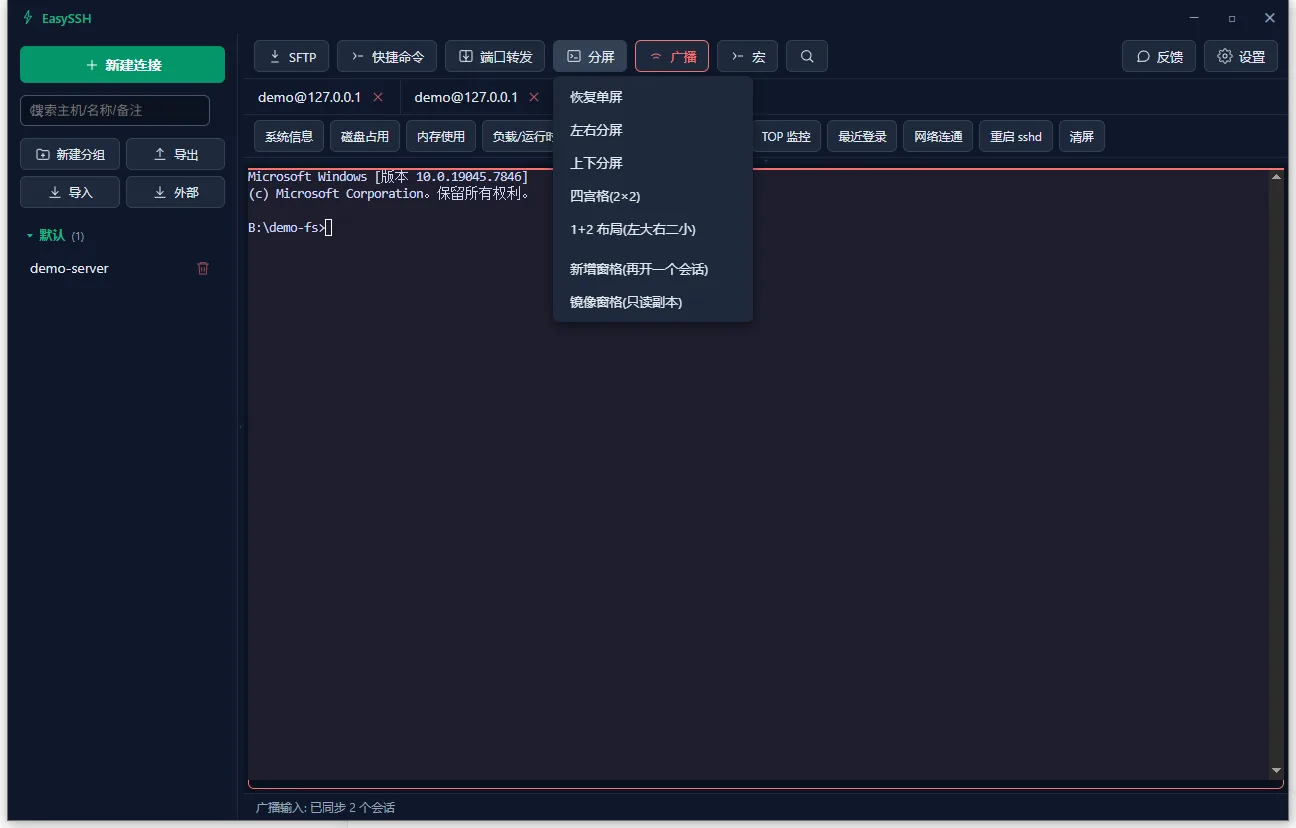 EasySSH
新建连接
搜索主机/名称/备注
新建分组
导出
导入
外部
默认 (1)
demo-server
SFTP
快捷命令
端口转发
分屏
广播
宏
反馈
设置
demo@127.0.0.1
demo@127.0.0.1
恢复单屏
左右分屏
上下分屏
四宫格(2×2)
1+2 布局(左大右二小)
新增窗格(再开一个会话)
镜像窗格(只读副本)
系统信息
磁盘占用
内存使用
负载/运行时
TOP 监控
最近登录
网络连通
重启 sshd
清屏
Microsoft Windows [版本 10.0.19045.7846]
(c) Microsoft Corporation。保留所有权利。
B:\demo-fs>
广播输入: 已同步 2 个会话